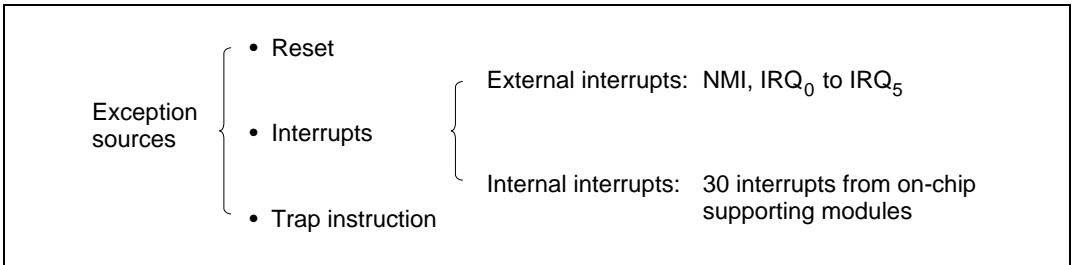 • Reset
External interrupts: NMI, IRQ0 to IRQ5
Exception
sources
• Interrupts
Internal interrupts: 30 interrupts from on-chip
supporting modules
• Trap instruction